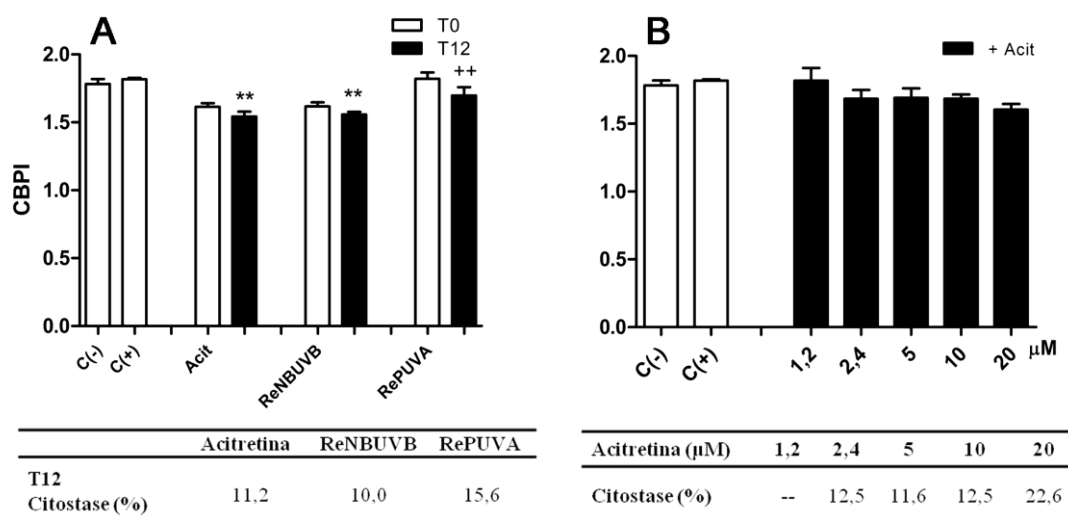 A
T0
T12
2.0
1.5
1.0
0.5
0.0
CBPI
**
**
++
C(-)
C(+)
Acit
ReNBUVB
RePUVA
Acitretina ReNBUVB RePUVA
T12
Citostase (%) 11,2 10,0 15,6
B
+ Acit
2.0
1.5
1.0
0.5
0.0
C(-)
C(+)
1,2
2,4
5
10
20
μM
Acitretina (μM) 1,2 2,4 5 10 20
Citostase (%) -- 12,5 11,6 12,5 22,6